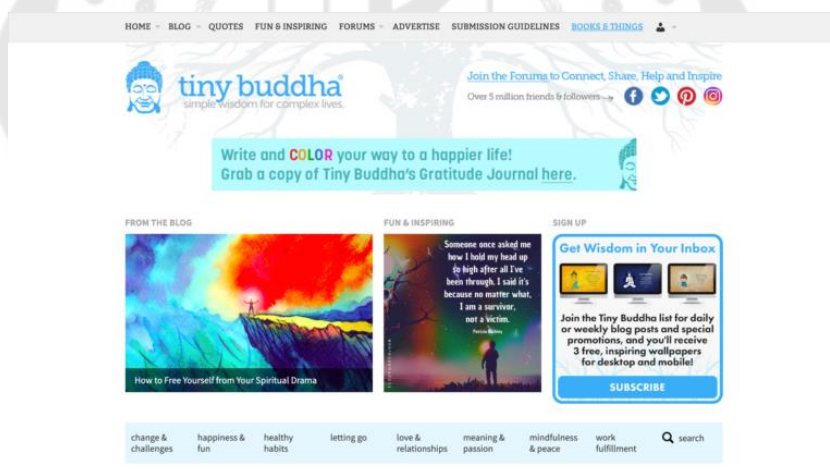 HOME BLOG QUOTES FUN & INSPIRING FORUMS ADVERTISE SUBMISSION GUIDELINES BOOKS & THINGS
tiny buddha®
simple wisdom for complex lives.
Join the Forums to Connect, Share, Help and Inspire
Over 5 million friends & followers
Write and COLOR your way to a happier life!
Grab a copy of Tiny Buddha's Gratitude Journal here.
FROM THE BLOG
How to Free Yourself from Your Spiritual Drama
FUN & INSPIRING
Someone once asked me
how I hold my head up
so high after all I've
been through. I said it's
because no matter what,
I am a survivor,
not a victim.
SIGN UP
Get Wisdom in Your Inbox
Join the Tiny Buddha list for daily
or weekly blog posts and special
promotions, and you'll receive
3 free, inspiring wallpapers
for desktop and mobile!
SUBSCRIBE
change &
challenges
happiness &
fun
healthy
habits
letting go
love &
relationships
meaning &
passion
mindfulness
& peace
work
fulfillment
search